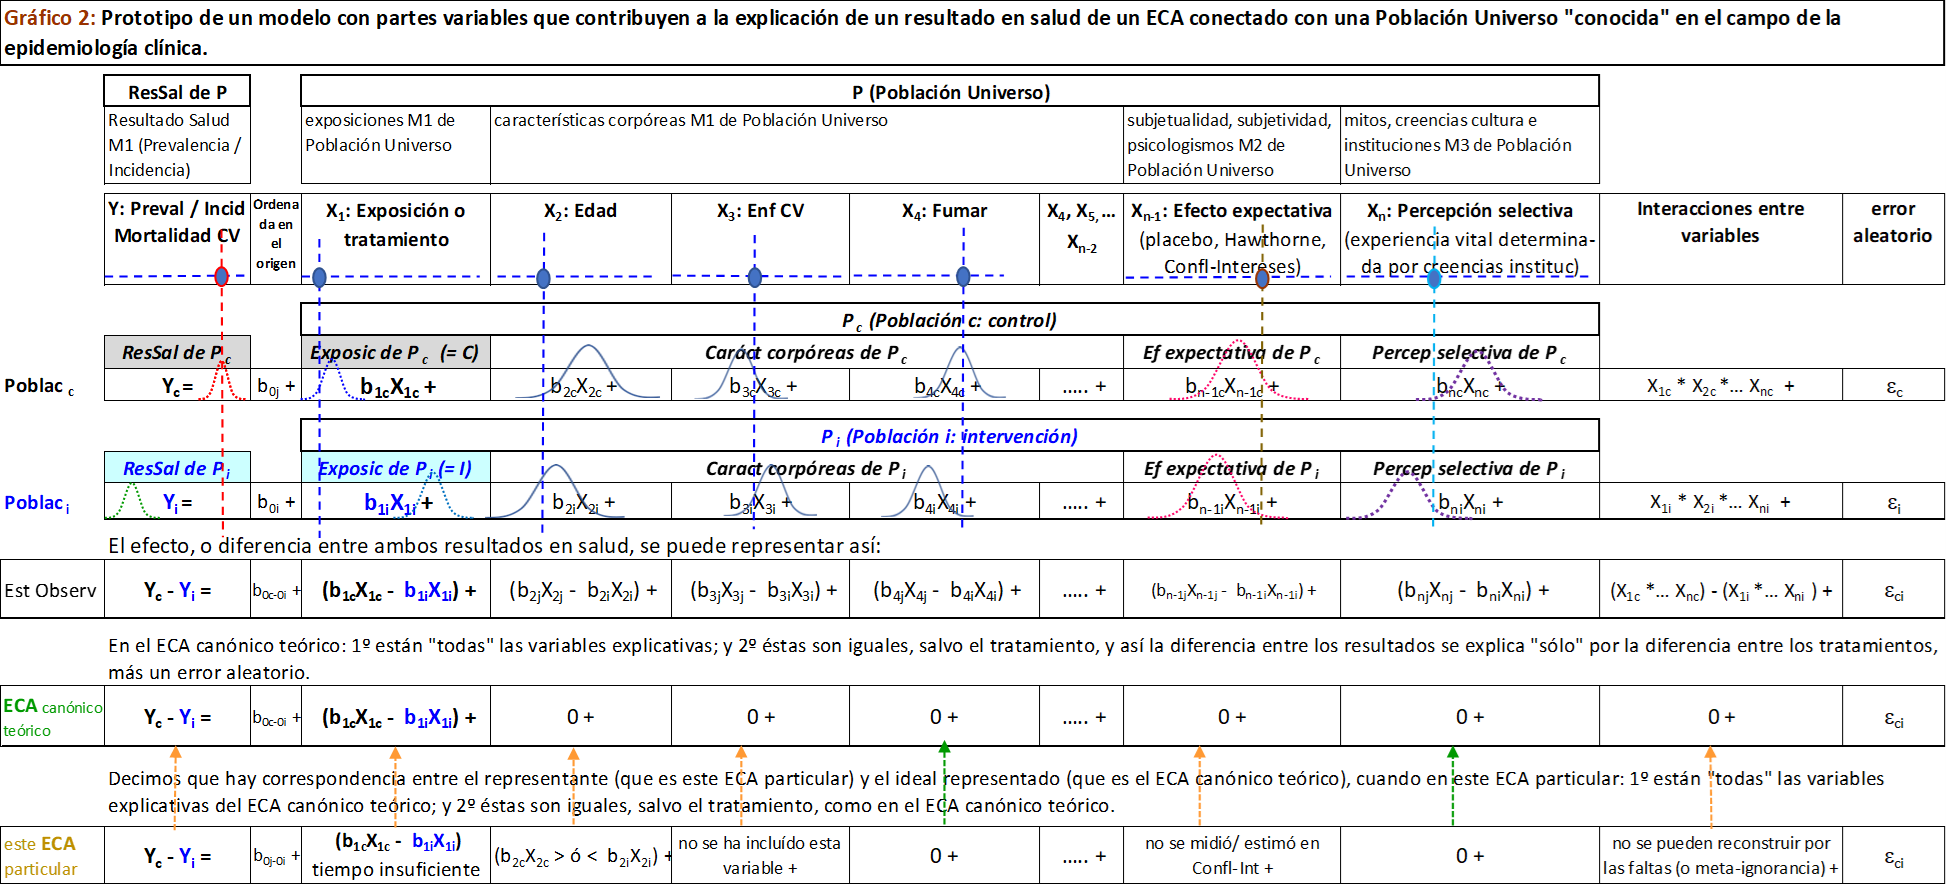 Gráfico 2: Prototipo de un modelo con partes variables que contribuyen a la explicación de un resultado en salud de un ECA conectado con una Población Universo "conocida" en el campo de la
epidemiología clínica.
ResSal de P
P (Población Universo)
Resultado Salud
M1 (Prevalencia /
Incidencia)
exposiciones M1 de
Población Universo
características corpóreas M1 de Población Universo
subjetualidad, subjetividad,
psicologismos M2 de
Población Universo
mitos, creencias cultura e
instituciones M3 de Población
Universo
Y: Preval / Incid
Mortalidad CV
Ordena
da en
el
origen
X1: Exposición o
tratamiento
X2: Edad
X3: Enf CV
X4: Fumar
X4, X5, ...
Xn-2
Xn-1: Efecto expectativa
(placebo, Hawthorne,
Confl-Intereses)
Xn: Percepción selectiva
(experiencia vital determina-
da por creencias instituc)
Interacciones entre
variables
error
aleatorio
Pc (Población c: control)
ResSal de Pc
Exposic de Pc (= C)
Caráct corpóreas de Pc
Ef expectativa de Pc
Percep selectiva de Pc
Poblac c
Yc =
b0j +
b1cX1c +
b2cX2c +
b3cX3c +
b4cX4c +
..... +
bn-1cXn-1c +
bncXnc +
X1c * X2c *... Xnc +
εc
Pi (Población i: intervención)
ResSal de Pi
Exposic de Pi (= I)
Caract corpóreas de Pi
Ef expectativa de Pi
Percep selectiva de Pi
Poblac i
Yi =
b0i +
b1iX1i +
b2iX2i +
b3iX3i +
b4iX4i +
..... +
bn-1iXn-1i +
bniXni +
X1i * X2i *... Xni +
εi
El efecto, o diferencia entre ambos resultados en salud, se puede representar así:
Est Observ
Yc - Yi =
b0c-0i +
(b1cX1c - b1iX1i) +
(b2jX2j - b2iX2i) +
(b3jX3j - b3iX3i) +
(b4jX4j - b4iX4i) +
..... +
(bn-1jXn-1j - bn-1iXn-1i) +
(bnjXnj - bniXni) +
(X1c *... Xnc) - (X1i *... Xni ) +
εci
En el ECA canónico teórico: 1º están "todas" las variables explicativas; y 2º éstas son iguales, salvo el tratamiento, y así la diferencia entre los resultados se explica "sólo" por la diferencia entre los tratamientos,
más un error aleatorio.
ECA canónico
teórico
Yc - Yi =
b0c-0i +
(b1cX1c - b1iX1i) +
0 +
0 +
0 +
..... +
0 +
0 +
0 +
εci
Decimos que hay correspondencia entre el representante (que es este ECA particular) y el ideal representado (que es el ECA canónico teórico), cuando en este ECA particular: 1º están "todas" las variables
explicativas del ECA canónico teórico; y 2º éstas son iguales, salvo el tratamiento, como en el ECA canónico teórico.
este ECA
particular
Yc - Yi =
b0j-0i +
(b1cX1c - b1iX1i)
tiempo insuficiente
(b2cX2c > ó < b2iX2i) +
no se ha incluído esta
variable +
0 +
..... +
no se midió/ estimó en
Confl-Int +
0 +
no se pueden reconstruir por
las faltas (o meta-ignorancia) +
εci